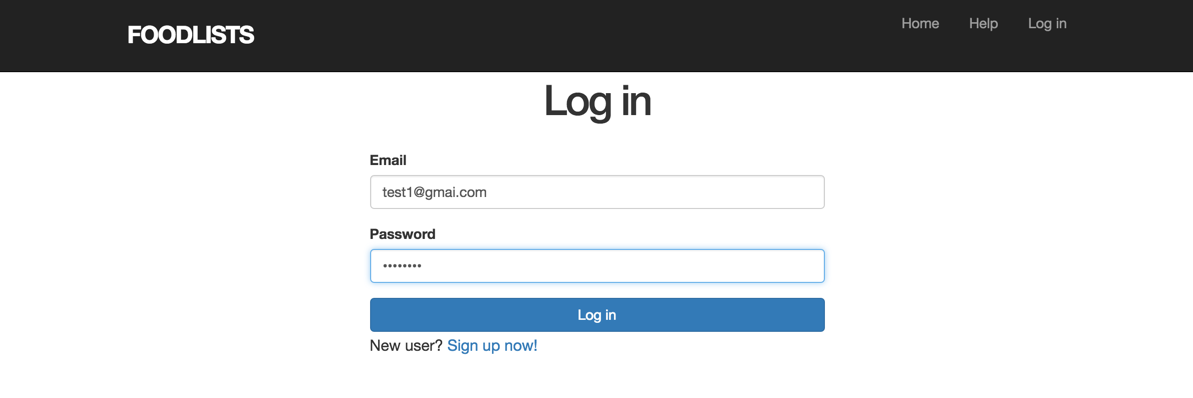 FOODLISTS
Home Help Log in
Log in
Email
test1@gmai.com
Password
••••••••
Log in
New user? Sign up now!